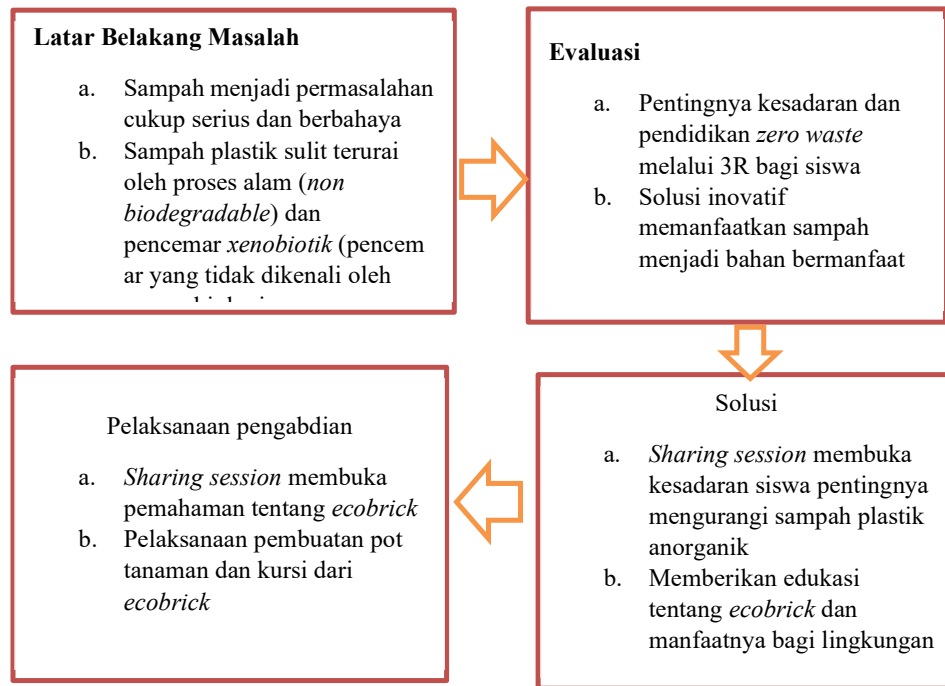 Latar Belakang Masalah
a. Sampah menjadi permasalahan
cukup serius dan berbahaya
b. Sampah plastik sulit terurai
oleh proses alam (non
biodegradable) dan
pencemar xenobiotik (pencem
ar yang tidak dikenali oleh
Evaluasi
a. Pentingnya kesadaran dan
pendidikan zero waste
melalui 3R bagi siswa
b. Solusi inovatif
memanfaatkan sampah
menjadi bahan bermanfaat
Solusi
a. Sharing session membuka
kesadaran siswa pentingnya
mengurangi sampah plastik
anorganik
b. Memberikan edukasi
tentang ecobrick dan
manfaatnya bagi lingkungan
Pelaksanaan pengabdian
a. Sharing session membuka
pemahaman tentang ecobrick
b. Pelaksanaan pembuatan pot
tanaman dan kursi dari
ecobrick